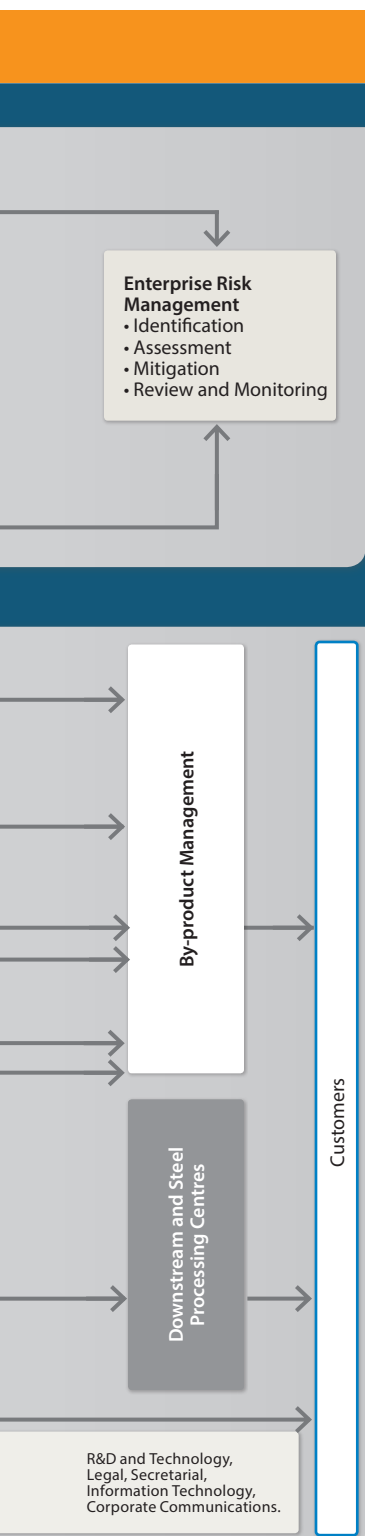 Enterprise Risk
Management
• Identification
• Assessment
• Mitigation
• Review and Monitoring
By-product Management
Downstream and Steel
Processing Centres
Customers
R&D and Technology,
Legal, Secretarial,
Information Technology,
Corporate Communications.